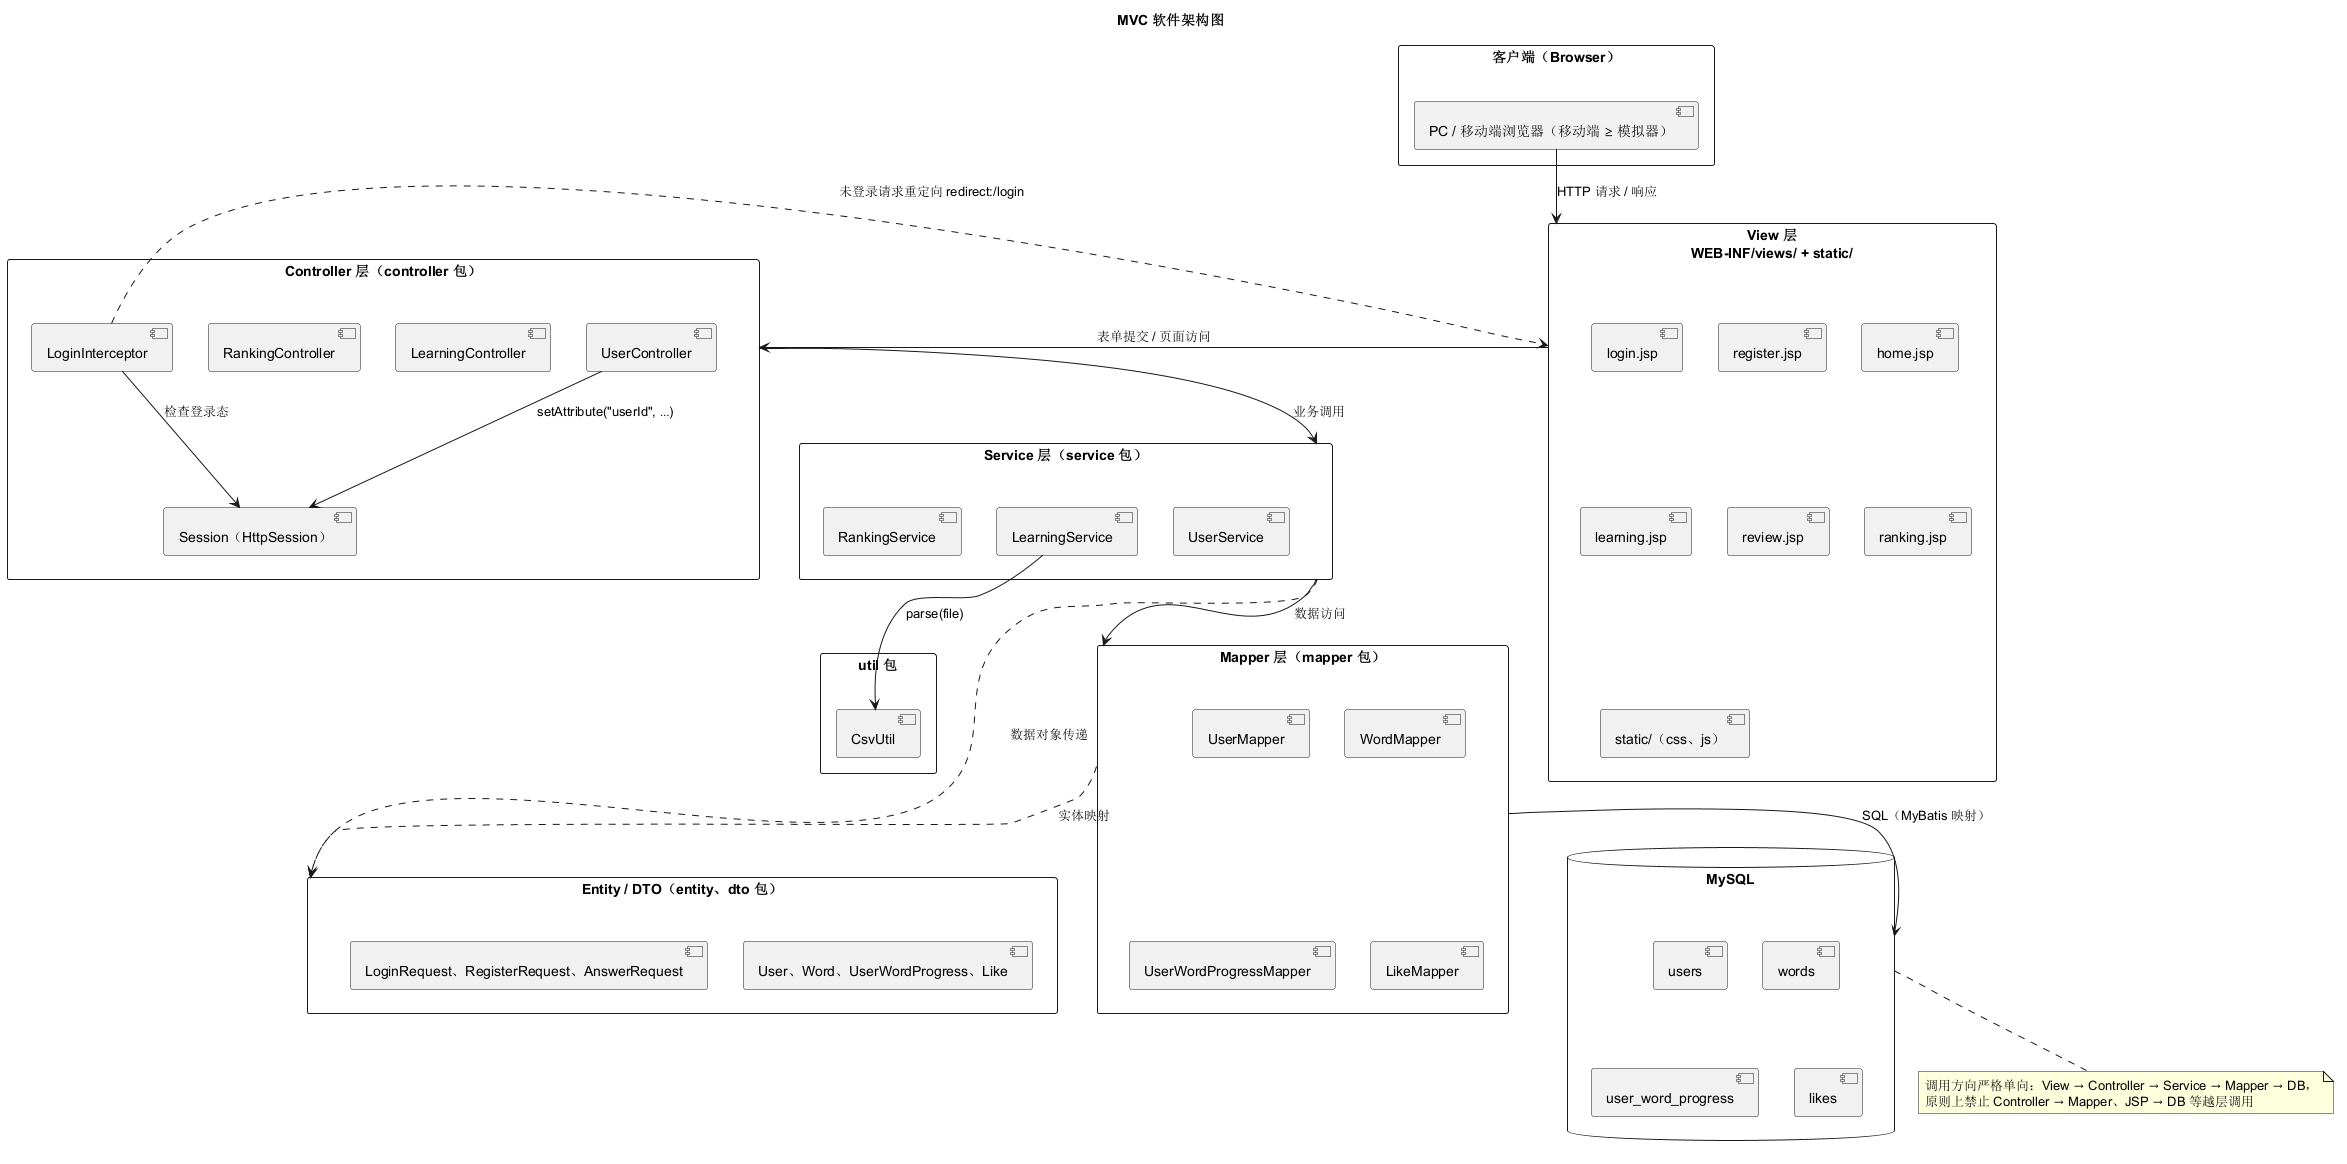 MVC 软件架构图
客户端（Browser）
PC / 移动端浏览器（移动端 ≥ 模拟器）
未登录请求重定向 redirect:/login
HTTP 请求 / 响应
View 层
WEB-INF/views/ + static/
Controller 层（controller 包）
LoginInterceptor
RankingController
LearningController
UserController
表单提交 / 页面访问
login.jsp
register.jsp
home.jsp
检查登录态
setAttribute("userId", ...)
业务调用
Service 层（service 包）
Session（HttpSession）
RankingService
LearningService
UserService
learning.jsp
review.jsp
ranking.jsp
parse(file)
数据访问
util 包
Mapper 层（mapper 包）
CsvUtil
数据对象传递
UserMapper
WordMapper
static/（css、js）
实体映射
SQL（MyBatis 映射）
Entity / DTO（entity、dto 包）
MySQL
LoginRequest、RegisterRequest、AnswerRequest
User、Word、UserWordProgress、Like
UserWordProgressMapper
LikeMapper
users
words
user_word_progress
likes
调用方向严格单向：View → Controller → Service → Mapper → DB，
原则上禁止 Controller → Mapper、JSP → DB 等越层调用